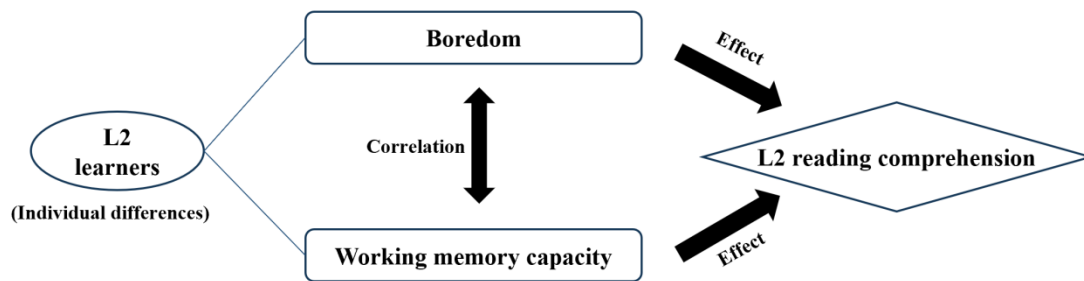 Boredom
Effect
L2
learners
(Individual differences)
Correlation
L2 reading comprehension
Working memory capacity
Effect